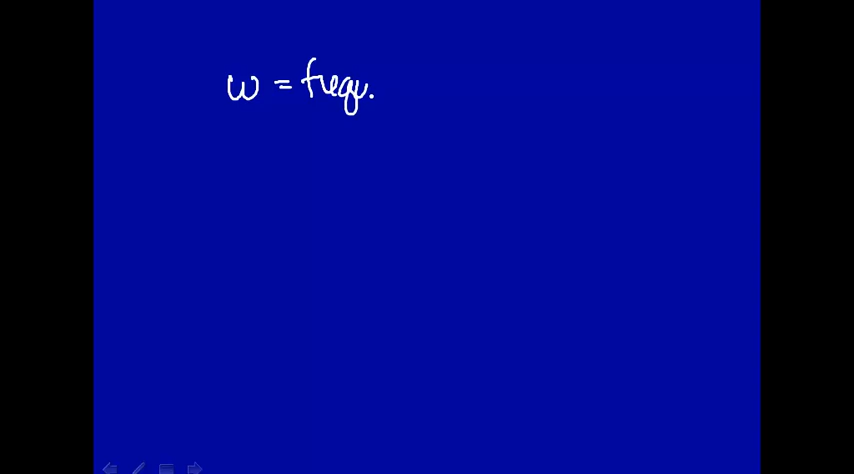 ω = frequ.